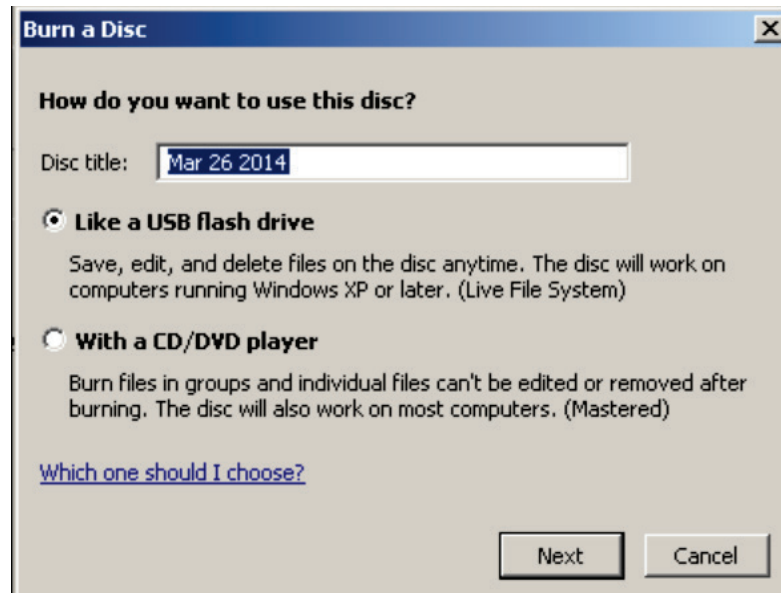 Burn a Disc
How do you want to use this disc?
Disc title: Mar 26 2014
Like a USB flash drive
Save, edit, and delete files on the disc anytime. The disc will work on
computers running Windows XP or later. (Live File System)
With a CD/DVD player
Burn files in groups and individual files can't be edited or removed after
burning. The disc will also work on most computers. (Mastered)
Which one should I choose?
Next Cancel